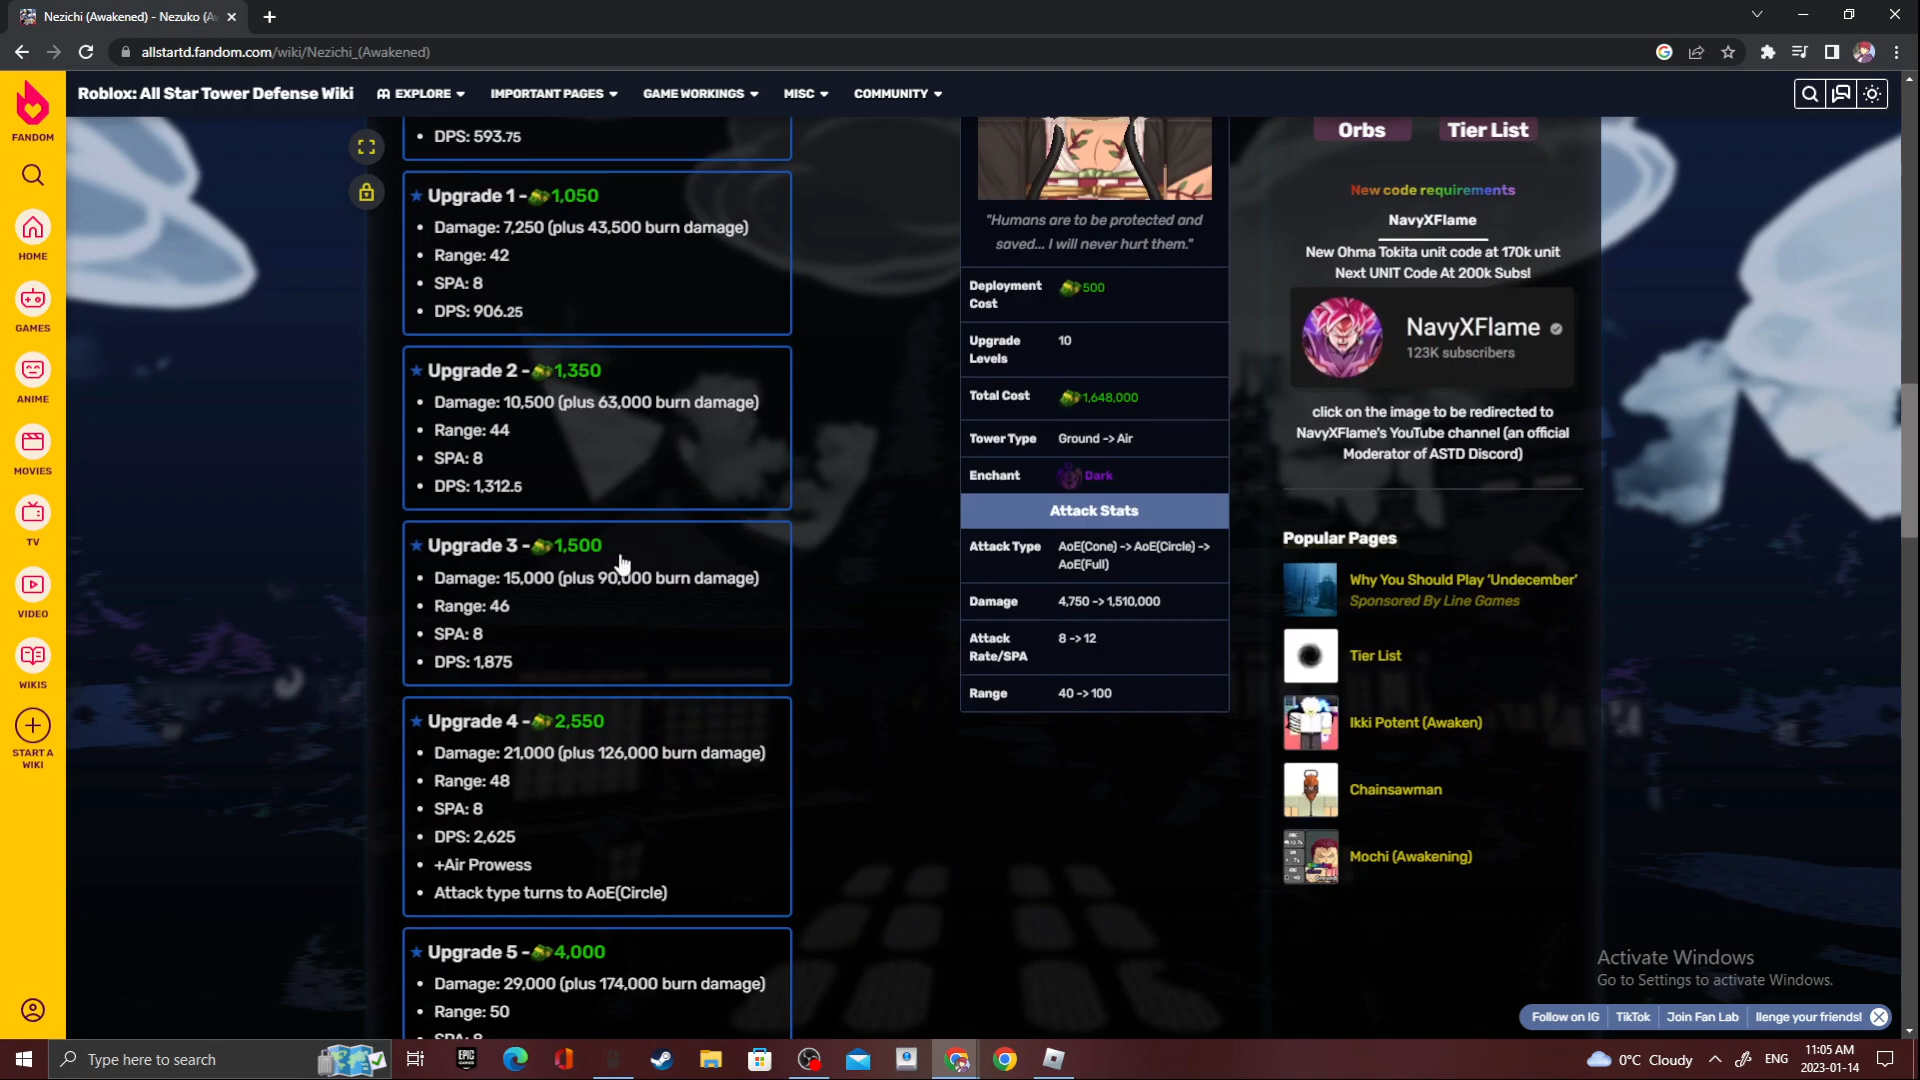 Nezichi (Awakened) - Nezuko (A
allstartd.fandom.com/wiki/Nezichi_(Awakened)
FANDOM
HOME
GAMES
ANIME
MOVIES
TV
VIDEO
WIKIS
START A
WIKI
Roblox: All Star Tower Defense Wiki
EXPLORE
IMPORTANT PAGES
GAME WORKINGS
MISC
COMMUNITY
• DPS: 593.75
★ Upgrade 1 - 1,050
• Damage: 7,250 (plus 43,500 burn damage)
• Range: 42
• SPA: 8
• DPS: 906.25
★ Upgrade 2 - 1,350
• Damage: 10,500 (plus 63,000 burn damage)
• Range: 44
• SPA: 8
• DPS: 1,312.5
★ Upgrade 3 - 1,500
• Damage: 15,000 (plus 90,000 burn damage)
• Range: 46
• SPA: 8
• DPS: 1,875
★ Upgrade 4 - 2,550
• Damage: 21,000 (plus 126,000 burn damage)
• Range: 48
• SPA: 8
• DPS: 2,625
• +Air Prowess
• Attack type turns to AoE(Circle)
★ Upgrade 5 - 4,000
• Damage: 29,000 (plus 174,000 burn damage)
• Range: 50
• SPA: 8
"Humans are to be protected and
saved... I will never hurt them."
Deployment
Cost
500
Upgrade
Levels
10
Total Cost
1,648,000
Tower Type
Ground -> Air
Enchant
Dark
Attack Stats
Attack Type
AoE(Cone) -> AoE(Circle) ->
AoE(Full)
Damage
4,750 -> 1,510,000
Attack
Rate/SPA
8 -> 12
Range
40 -> 100
Orbs
Tier List
New code requirements
NavyXFlame
New Ohma Tokita unit code at 170k unit
Next UNIT Code At 200k Subs!
NavyXFlame
123K subscribers
click on the image to be redirected to
NavyXFlame's YouTube channel (an official
Moderator of ASTD Discord)
Popular Pages
Why You Should Play 'Undecember'
Sponsored By Line Games
Tier List
Ikki Potent (Awaken)
Chainsawman
Mochi (Awakening)
Activate Windows
Go to Settings to activate Windows.
Follow on IG
TikTok
Join Fan Lab
llenge your friends!
Type here to search
EPIC
0°C Cloudy
ENG
11:05 AM
2023-01-14